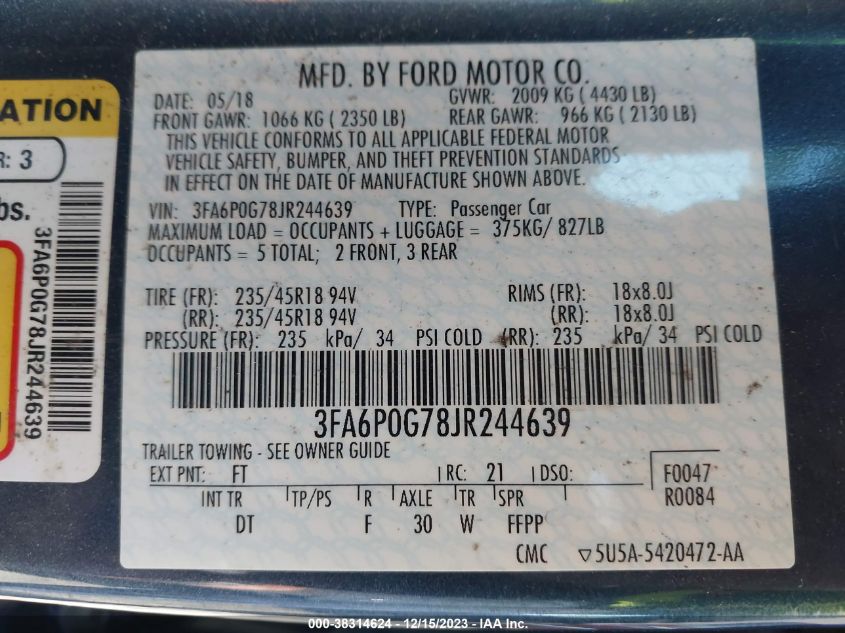 MFD. BY FORD MOTOR CO.
DATE: 05/18 GVWR: 2009 KG ( 4430 LB)
FRONT GAWR: 1066 KG ( 2350 LB) REAR GAWR: 966 KG ( 2130 LB)
THIS VEHICLE CONFORMS TO ALL APPLICABLE FEDERAL MOTOR
VEHICLE SAFETY, BUMPER, AND THEFT PREVENTION STANDARDS
IN EFFECT ON THE DATE OF MANUFACTURE SHOWN ABOVE.
VIN: 3FA6P0G78JR244639 TYPE: Passenger Car
MAXIMUM LOAD = OCCUPANTS + LUGGAGE = 375KG/ 827LB
OCCUPANTS = 5 TOTAL; 2 FRONT, 3 REAR
TIRE (FR): 235/45R18 94V RIMS (FR): 18x8.0J
(RR): 235/45R18 94V (RR): 18x8.0J
PRESSURE (FR): 235 kPa/ 34 PSI COLD (RR): 235 kPa/ 34 PSI COLD
3FA6P0G78JR244639
TRAILER TOWING - SEE OWNER GUIDE
EXT PNT: FT RC: 21 DSO: F0047
INT TR TP/PS R AXLE TR SPR R0084
DT F 30 W FFPP
CMC ▽5U5A-5420472-AA
ATION
R: 3
bs.
3FA6P0G78JR244639
000-38314624 - 12/15/2023 - IAA Inc.